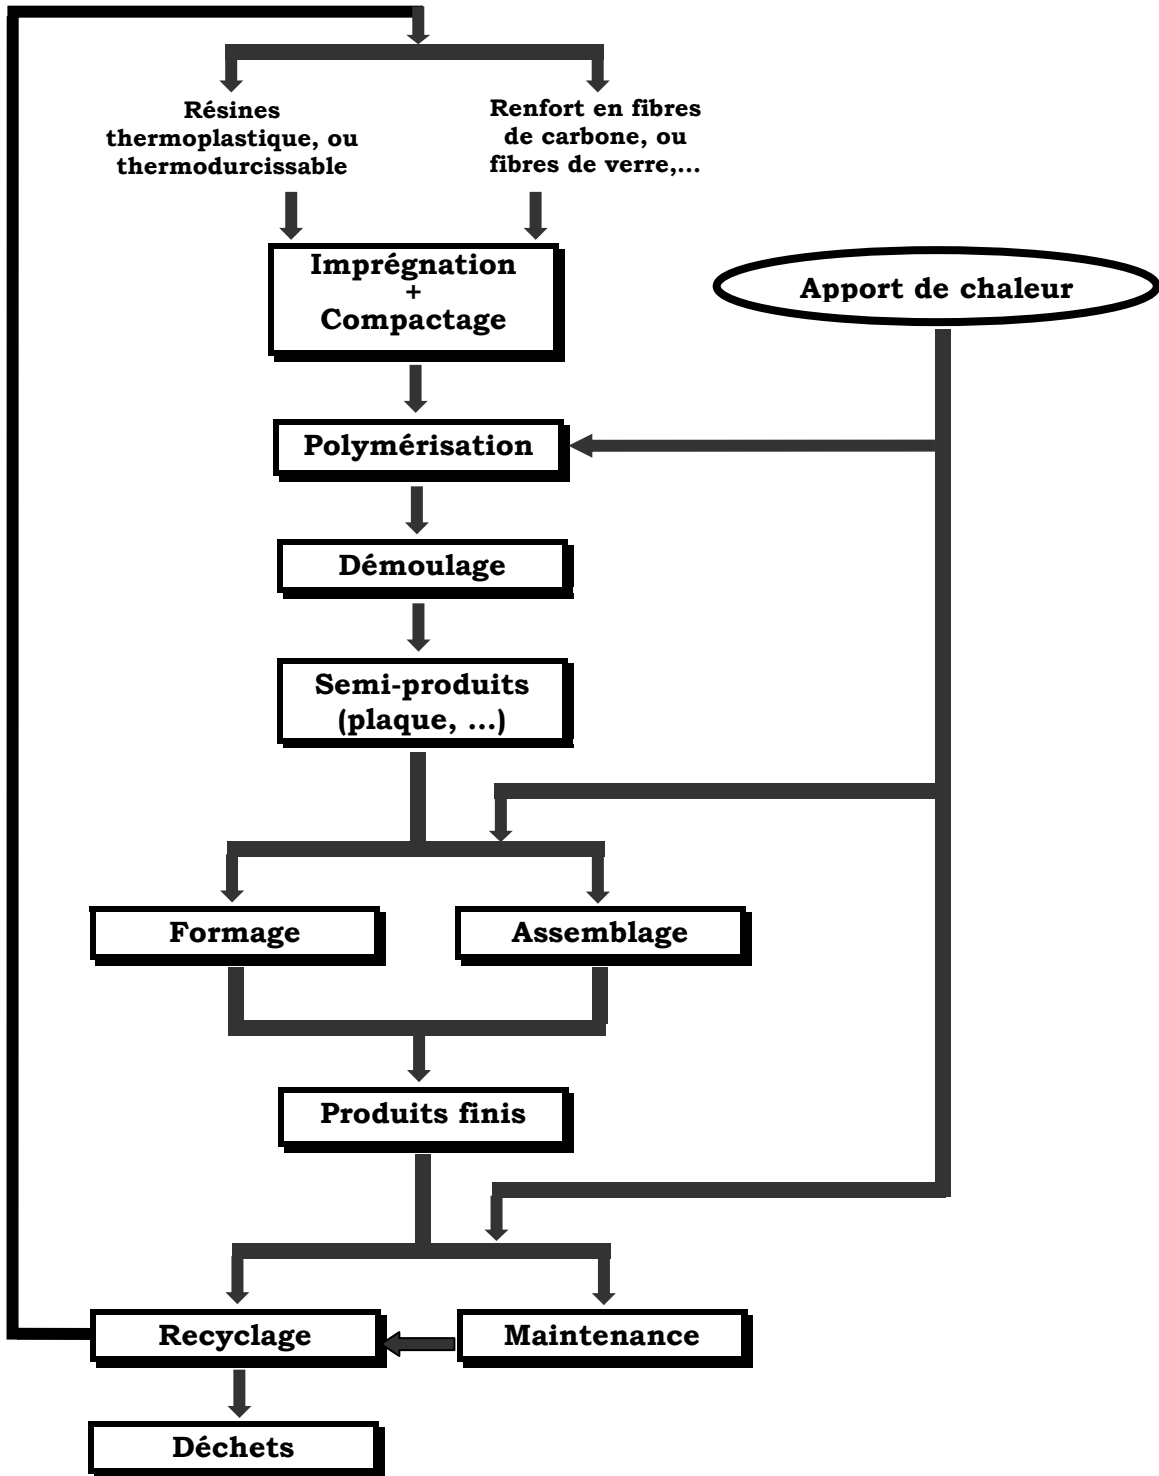 Résines
thermoplastique, ou
thermodurcissable
Renfort en fibres
de carbone, ou
fibres de verre,...
Imprégnation
+
Compactage
Apport de chaleur
Polymérisation
Démoulage
Semi-produits
(plaque, ...)
Formage
Assemblage
Produits finis
Recyclage
Maintenance
Déchets